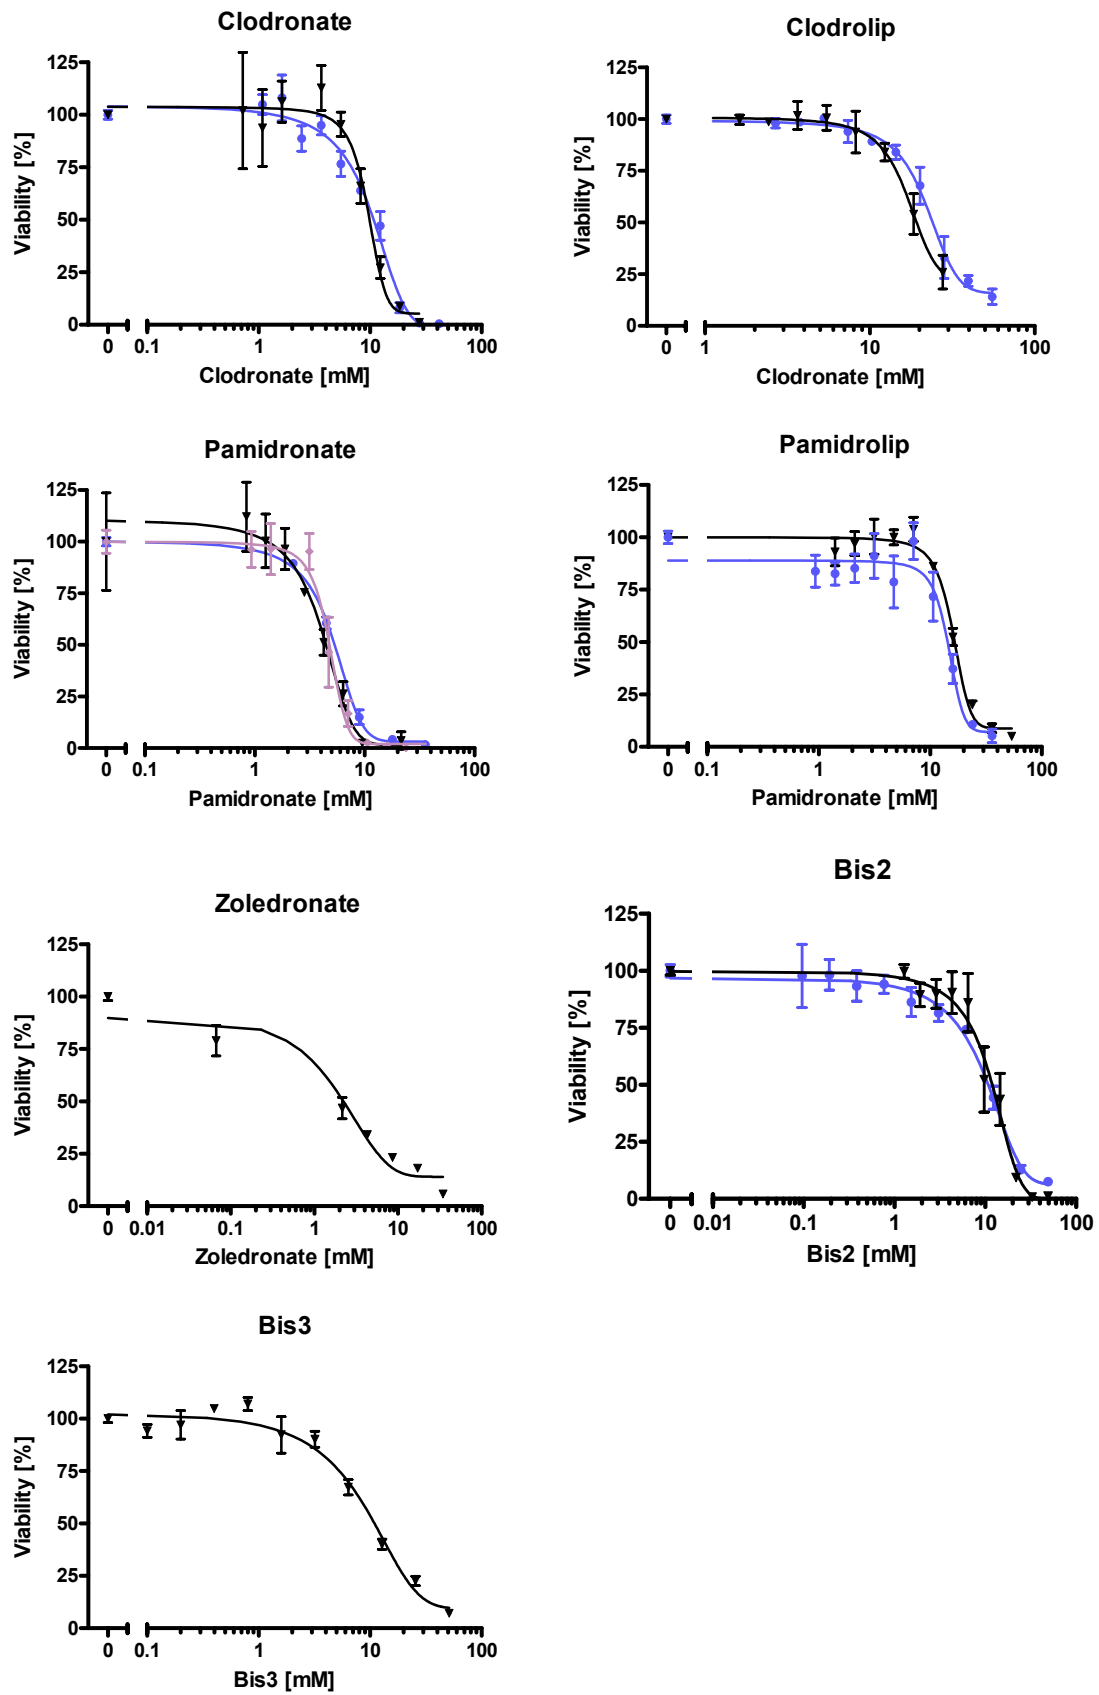 Clodronate
125
100
75
50
25
0
Viability [%]
0 0.1 1 10 100
Clodronate [mM]
Clodrolip
125
100
75
50
25
0
Viability [%]
0 1 10 100
Clodronate [mM]
Pamidronate
125
100
75
50
25
0
Viability [%]
0 0.1 1 10 100
Pamidronate [mM]
Pamidrolip
125
100
75
50
25
0
Viability [%]
0 0.1 1 10 100
Pamidronate [mM]
Zoledronate
125
100
75
50
25
0
Viability [%]
0 0.01 0.1 1 10 100
Zoledronate [mM]
Bis2
125
100
75
50
25
0
Viability [%]
0 0.01 0.1 1 10 100
Bis2 [mM]
Bis3
125
100
75
50
25
0
Viability [%]
0 0.1 1 10 100
Bis3 [mM]